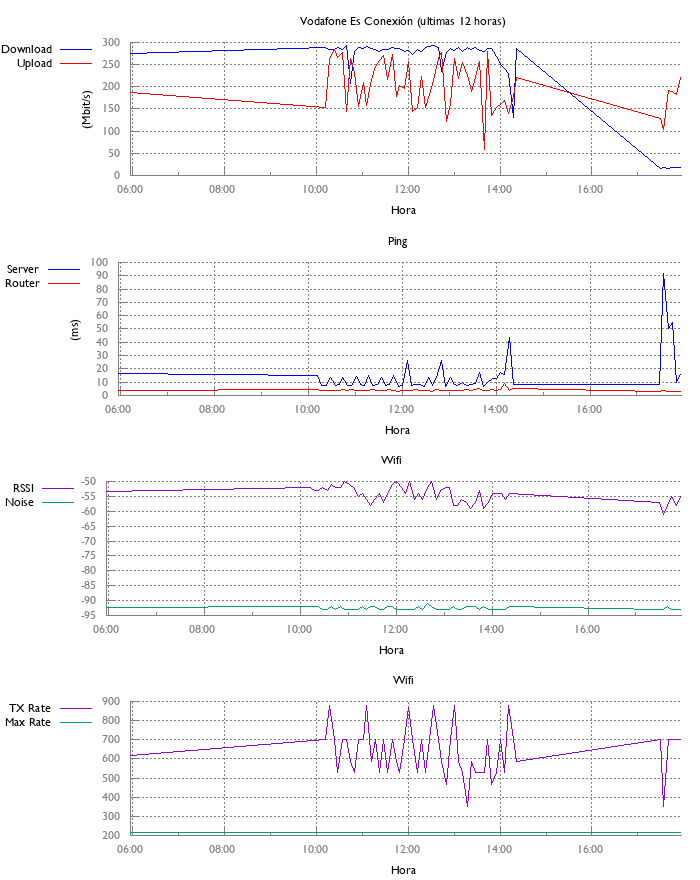 Vodafone Es Conexión (ultimas 12 horas)
Download
Upload
(Mbit/s)
300
250
200
150
100
50
0
06:00 08:00 10:00 12:00 14:00 16:00
Hora
Ping
Server
Router
(ms)
100
90
80
70
60
50
40
30
20
10
0
06:00 08:00 10:00 12:00 14:00 16:00
Hora
Wifi
RSSI
Noise
-50
-55
-60
-65
-70
-75
-80
-85
-90
-95
06:00 08:00 10:00 12:00 14:00 16:00
Hora
Wifi
TX Rate
Max Rate
900
800
700
600
500
400
300
200
06:00 08:00 10:00 12:00 14:00 16:00
Hora